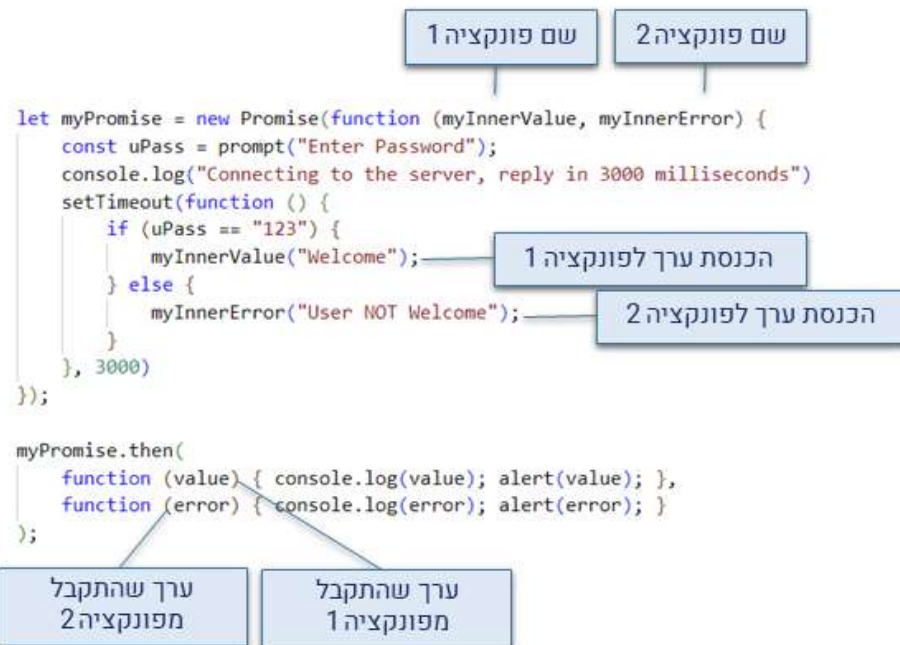 שם פונקציה 1
שם פונקציה 2
let myPromise = new Promise(function (myInnerValue, myInnerError) {
    const uPass = prompt("Enter Password");
    console.log("Connecting to the server, reply in 3000 milliseconds")
    setTimeout(function () {
        if (uPass == "123") {
            myInnerValue("Welcome");
הכנסת ערך לפונקציה 1
        } else {
            myInnerError("User NOT Welcome");
הכנסת ערך לפונקציה 2
        }
    }, 3000)
});
myPromise.then(
    function (value) { console.log(value); alert(value); },
    function (error) { console.log(error); alert(error); }
);
ערך שהתקבל
מפונקציה 2
ערך שהתקבל
מפונקציה 1